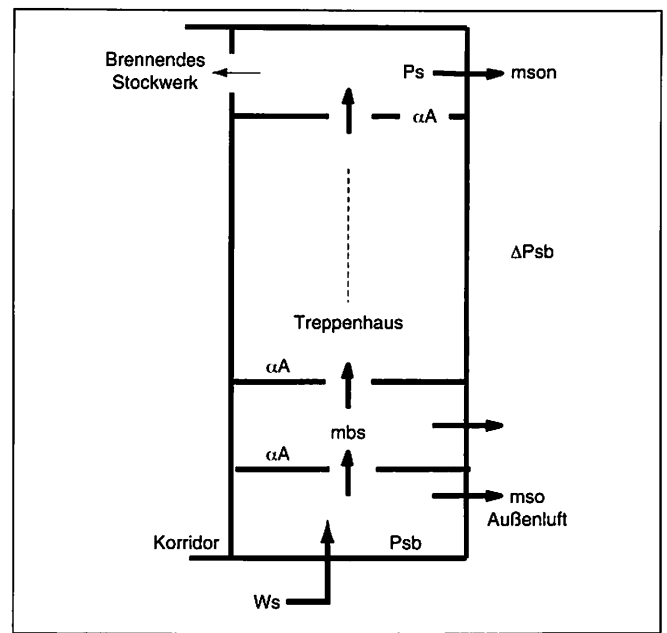 Brennendes
Stockwerk
Ps
mson
αA
ΔPsb
Treppenhaus
αA
mbs
αA
mso
Außenluft
Korridor
Psb
Ws